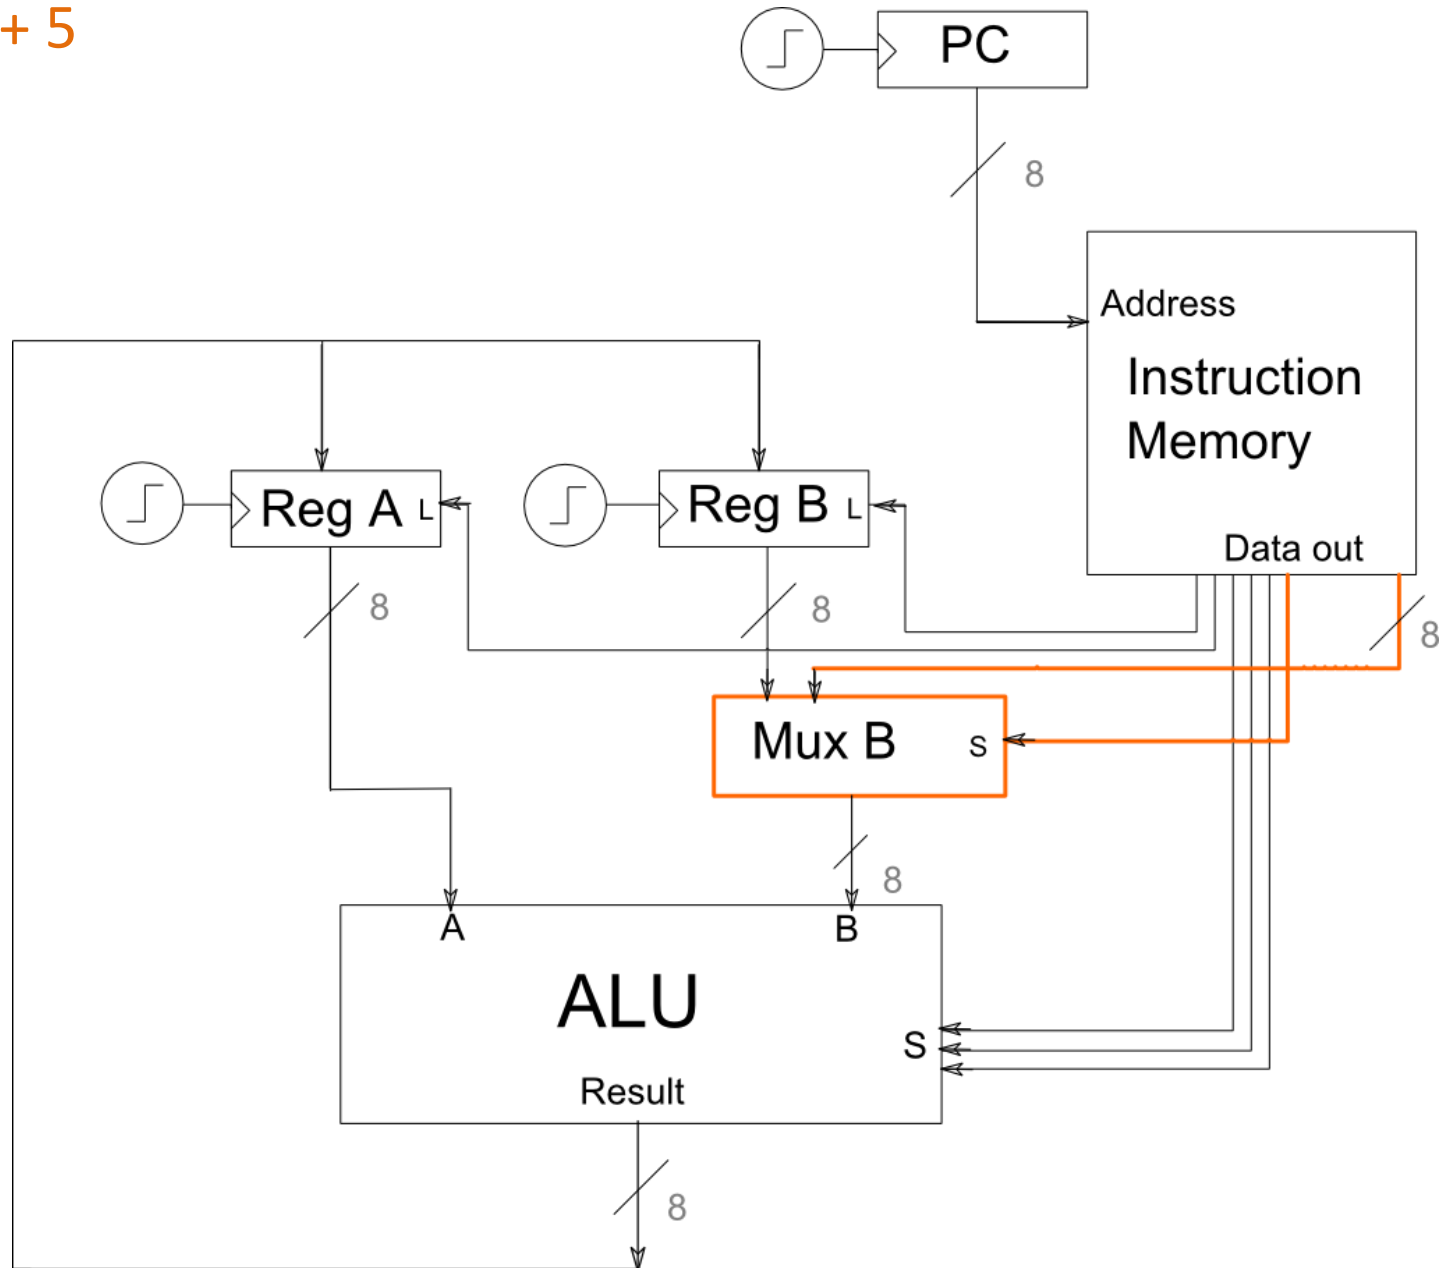 + 5
PC
8
Address
Instruction
Memory
Data out
Reg A L
Reg B L
8
8
8
Mux B S
8
A
B
ALU
S
Result
8